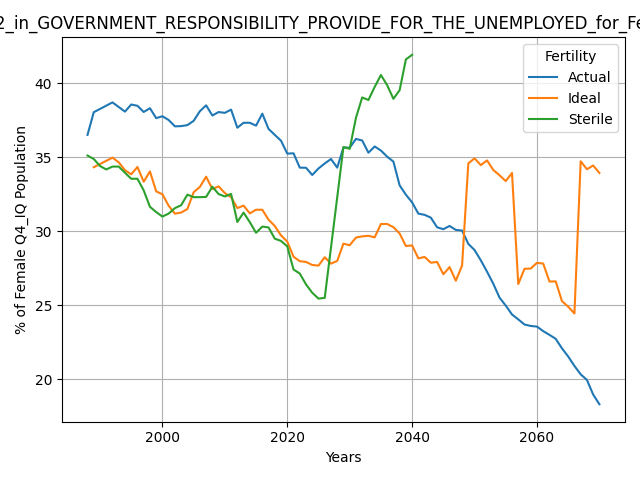 2_in_GOVERNMENT_RESPONSIBILITY_PROVIDE_FOR_THE_UNEMPLOYED_for_Fe
Fertility
Actual
Ideal
Sterile
% of Female Q4_IQ Population
40
35
30
25
20
2000
2020
2040
2060
Years